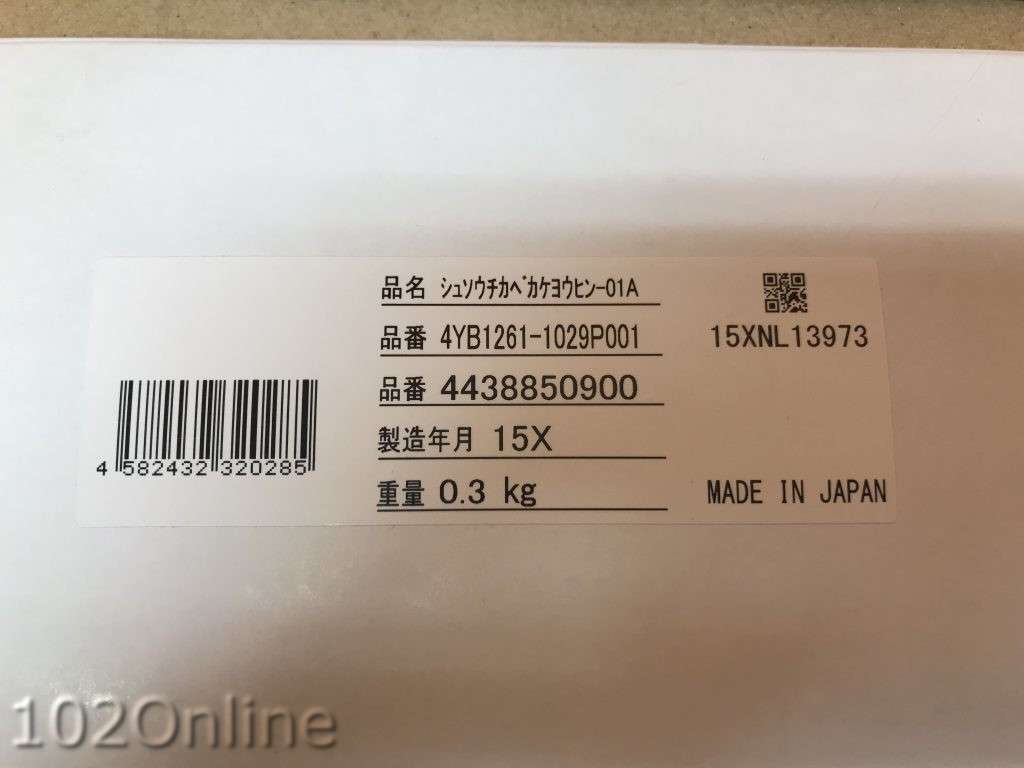 品名 ｼｭｿｳﾁｶﾍﾞｶｹﾖｳﾋﾝ-01A
品番 4YB1261-1029P001
15XNL13973
品番 4438850900
製造年月 15X
4 582432 320285
重量 0.3 kg
MADE IN JAPAN
102Online